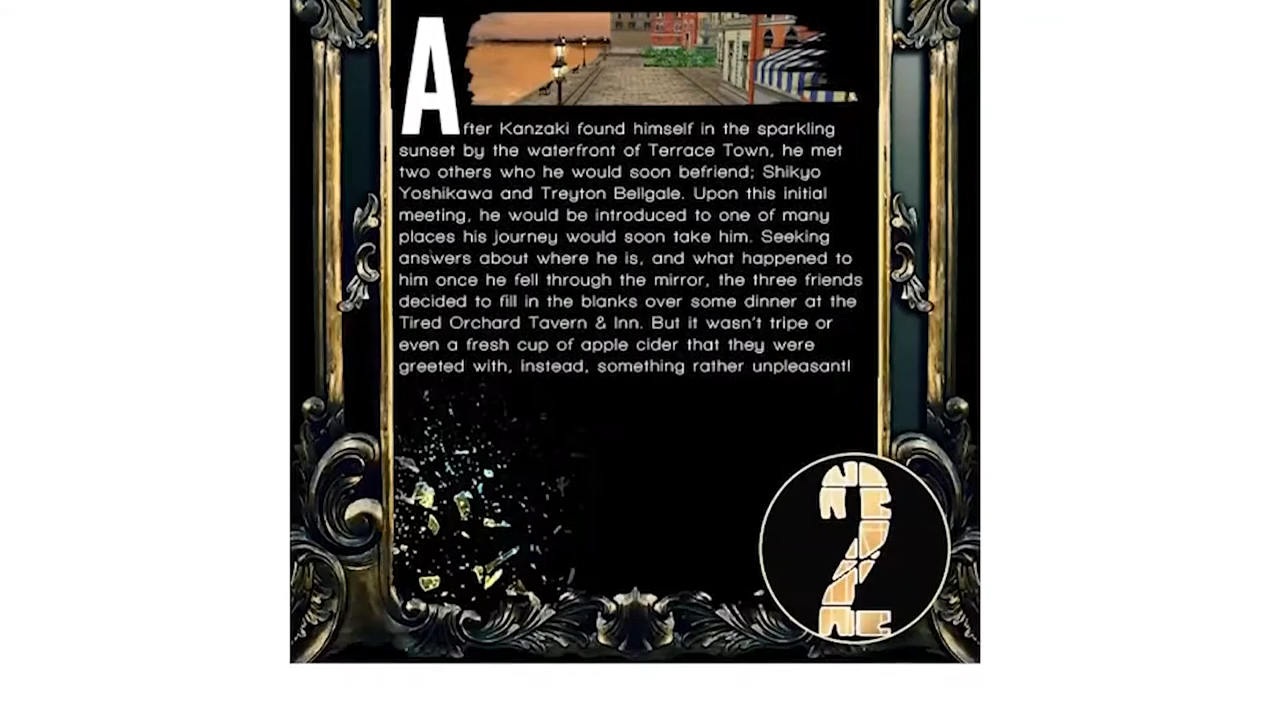 After Kanzaki found himself in the sparkling
sunset by the waterfront of Terrace Town, he met
two others who he would soon befriend; Shikyo
Yoshikawa and Treyton Bellgale. Upon this initial
meeting, he would be introduced to one of many
places his journey would soon take him. Seeking
answers about where he is, and what happened to
him once he fell through the mirror, the three friends
decided to fill in the blanks over some dinner at the
Tired Orchard Tavern & Inn. But it wasn't tripe or
even a fresh cup of apple cider that they were
greeted with, instead, something rather unpleasant!
2